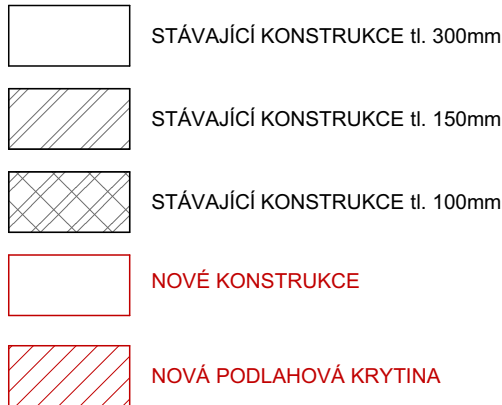 STÁVAJÍCÍ KONSTRUKCE tl. 300mm
STÁVAJÍCÍ KONSTRUKCE tl. 150mm
STÁVAJÍCÍ KONSTRUKCE tl. 100mm
NOVÉ KONSTRUKCE
NOVÁ PODLAHOVÁ KRYTINA